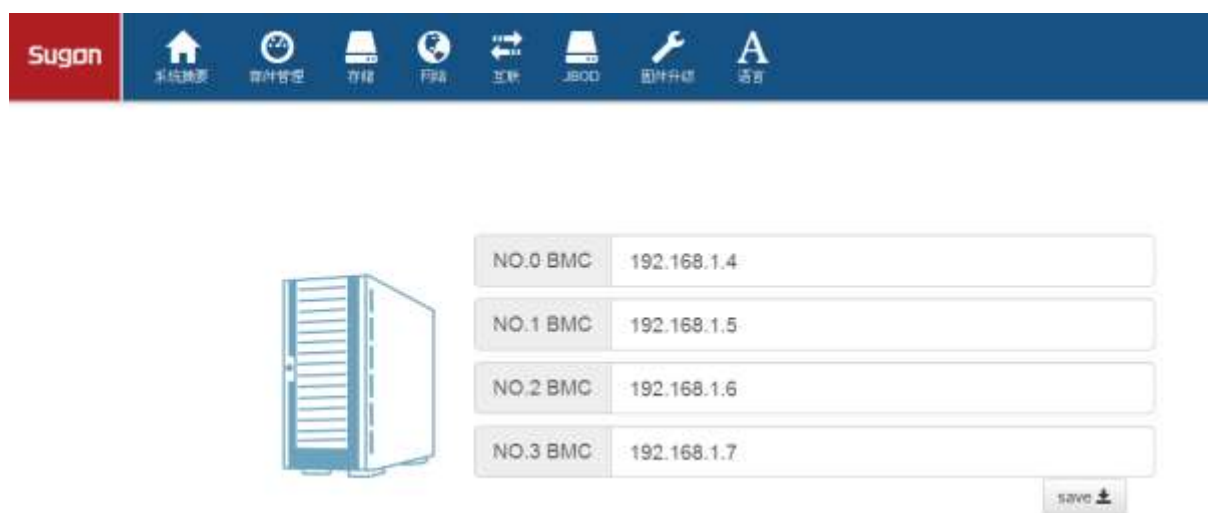 Sugon
系统摘要 部件管理 存储 网络 互联 JBOD 固件升级 语言
NO.0 BMC 192.168.1.4
NO.1 BMC 192.168.1.5
NO.2 BMC 192.168.1.6
NO.3 BMC 192.168.1.7
save